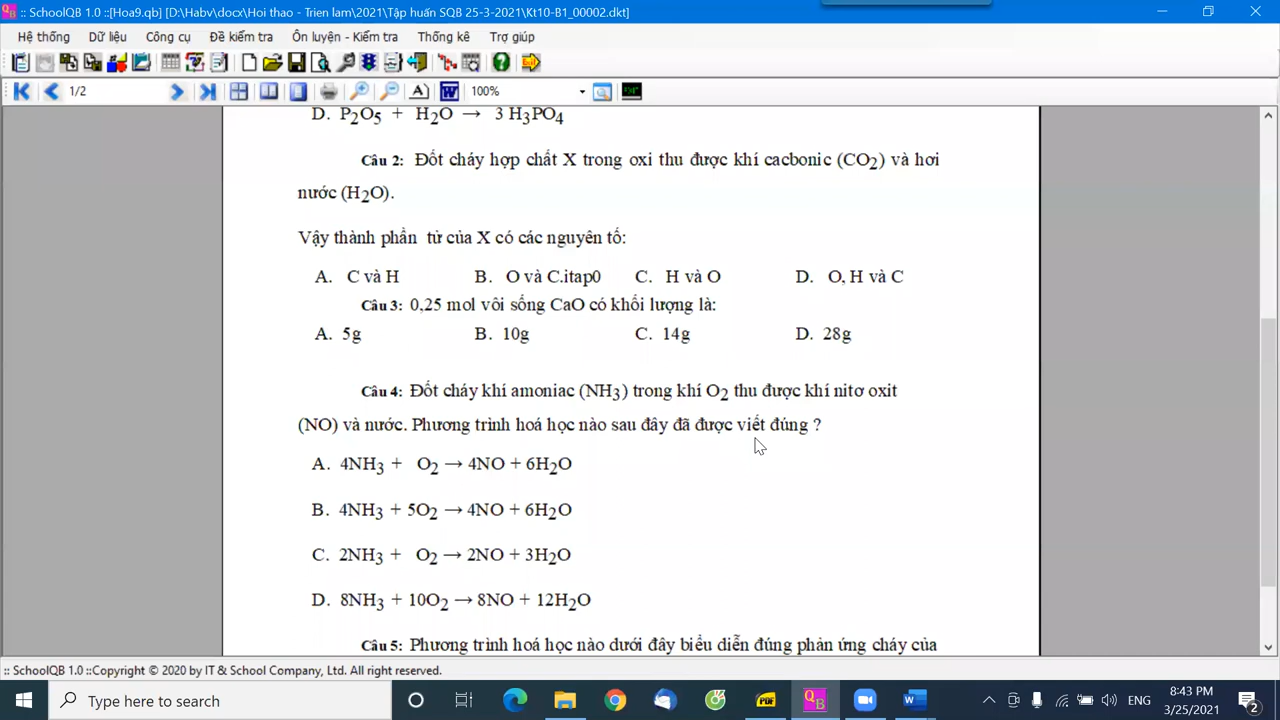 :: SchoolQB 1.0 ::[Hoa9.qb] [D:\Habv\docx\Hoi thao - Trien lam\2021\Tập huấn SQB 25-3-2021\Kt10-B1_00002.dkt]
Hệ thống Dữ liệu Công cụ Đề kiểm tra Ôn luyện - Kiểm tra Thống kê Trợ giúp
1/2 100%
D. P2O5 + H2O → 3 H3PO4
Câu 2: Đốt cháy hợp chất X trong oxi thu được khí cacbonic (CO2) và hơi
nước (H2O).
Vậy thành phần tử của X có các nguyên tố:
A. C và H B. O và C.itap0 C. H và O D. O, H và C
Câu 3: 0,25 mol vôi sống CaO có khối lượng là:
A. 5g B. 10g C. 14g D. 28g
Câu 4: Đốt cháy khí amoniac (NH3) trong khí O2 thu được khí nitơ oxit
(NO) và nước. Phương trình hoá học nào sau đây đã được viết đúng ?
A. 4NH3 + O2 → 4NO + 6H2O
B. 4NH3 + 5O2 → 4NO + 6H2O
C. 2NH3 + O2 → 2NO + 3H2O
D. 8NH3 + 10O2 → 8NO + 12H2O
Câu 5: Phương trình hoá học nào dưới đây biểu diễn đúng phản ứng cháy của
:: SchoolQB 1.0 ::Copyright © 2020 by IT & School Company, Ltd. All right reserved.
Type here to search
ENG
8:43 PM
3/25/2021
2